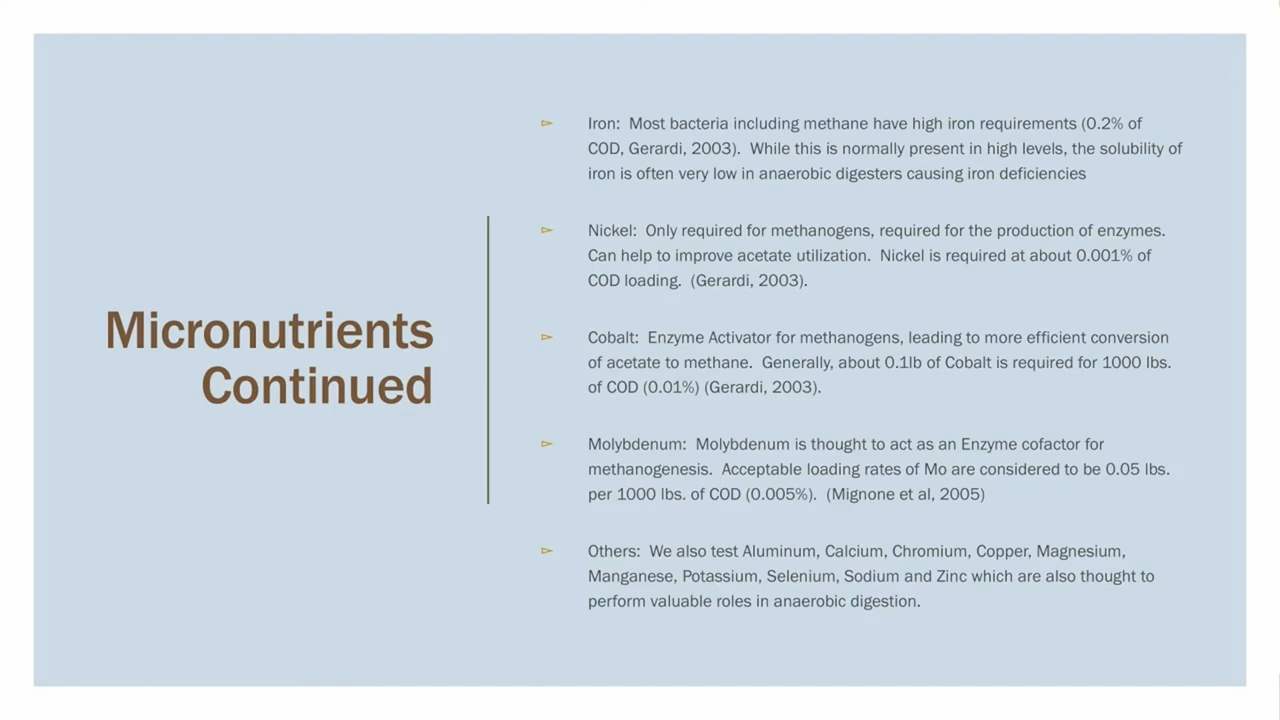 Micronutrients
Continued
Iron:  Most bacteria including methane have high iron requirements (0.2% of
COD, Gerardi, 2003).  While this is normally present in high levels, the solubility of
iron is often very low in anaerobic digesters causing iron deficiencies
Nickel:  Only required for methanogens, required for the production of enzymes.
Can help to improve acetate utilization.  Nickel is required at about 0.001% of
COD loading.  (Gerardi, 2003).
Cobalt:  Enzyme Activator for methanogens, leading to more efficient conversion
of acetate to methane.  Generally, about 0.1lb of Cobalt is required for 1000 lbs.
of COD (0.01%) (Gerardi, 2003).
Molybdenum:  Molybdenum is thought to act as an Enzyme cofactor for
methanogenesis.  Acceptable loading rates of Mo are considered to be 0.05 lbs.
per 1000 lbs. of COD (0.005%).  (Mignone et al, 2005)
Others:  We also test Aluminum, Calcium, Chromium, Copper, Magnesium,
Manganese, Potassium, Selenium, Sodium and Zinc which are also thought to
perform valuable roles in anaerobic digestion.